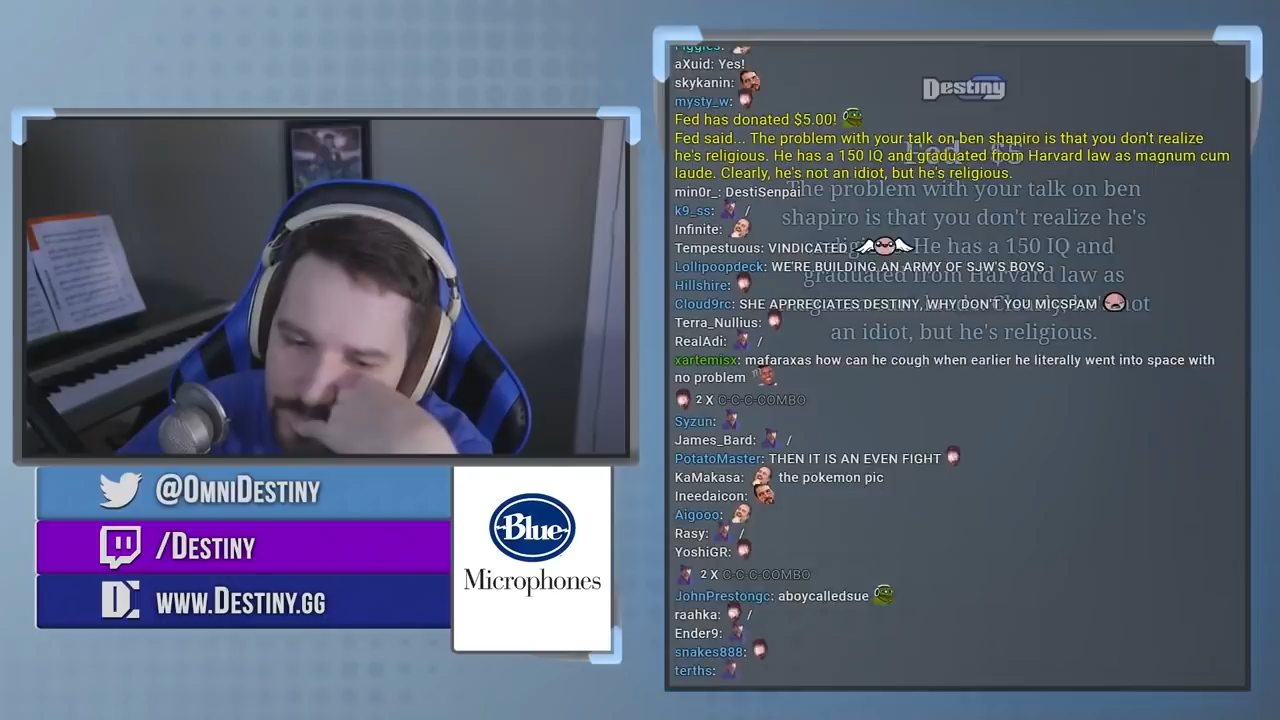 @OmniDestiny
/Destiny
www.Destiny.gg
Blue
Microphones
Destiny
aXuid: Yes!
skykanin:
mysty_w:
Fed has donated $5.00!
Fed said... The problem with your talk on ben shapiro is that you don't realize
he's religious. He has a 150 IQ and graduated from Harvard law as magnum cum
laude. Clearly, he's not an idiot, but he's religious.
min0r_: DestiSenpaii
k9_ss: /
Infinite:
Tempestuous: VINDICATED
Lollipoopdeck: WE'RE BUILDING AN ARMY OF SJW'S BOYS
Hillshire:
Cloud9rc: SHE APPRECIATES DESTINY, WHY DON'T YOU MICSPAM
Terra_Nullius:
RealAdi: /
xartemisx: mafaraxas how can he cough when earlier he literally went into space with
no problem
2 X C-C-C-COMBO
Syzun:
James_Bard: /
PotatoMaster: THEN IT IS AN EVEN FIGHT
KaMakasa: the pokemon pic
Ineedaicon:
Aigooo:
Rasy: /
YoshiGR:
2 X C-C-C-COMBO
JohnPrestongc: aboycalledsue
raahka: /
Ender9:
snakes888:
terths:
Fed $5
The problem with your talk on ben
shapiro is that you don't realize he's
religious. He has a 150 IQ and
graduated from Harvard law as
not
an idiot, but he's religious.